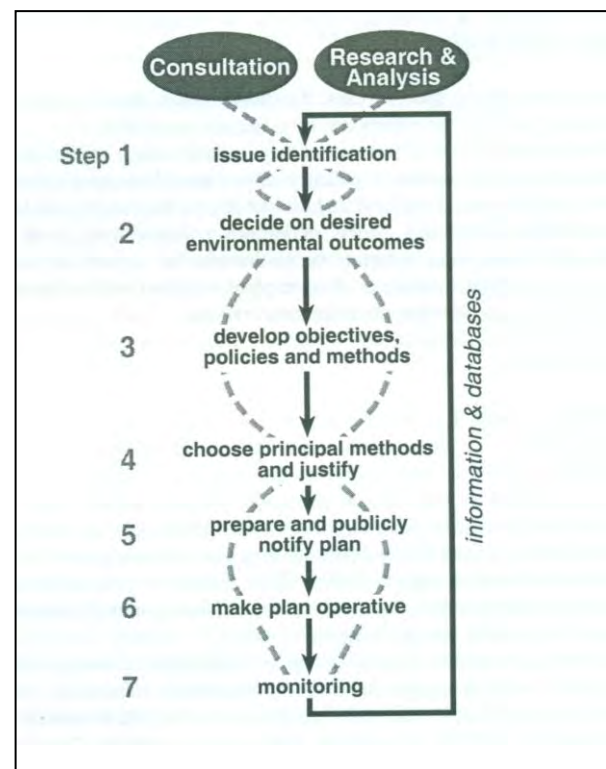 Consultation
Research &
Analysis
Step 1
issue identification
2
decide on desired
environmental outcomes
3
develop objectives,
policies and methods
4
choose principal methods
and justify
5
prepare and publicly
notify plan
6
make plan operative
7
monitoring
information & databases